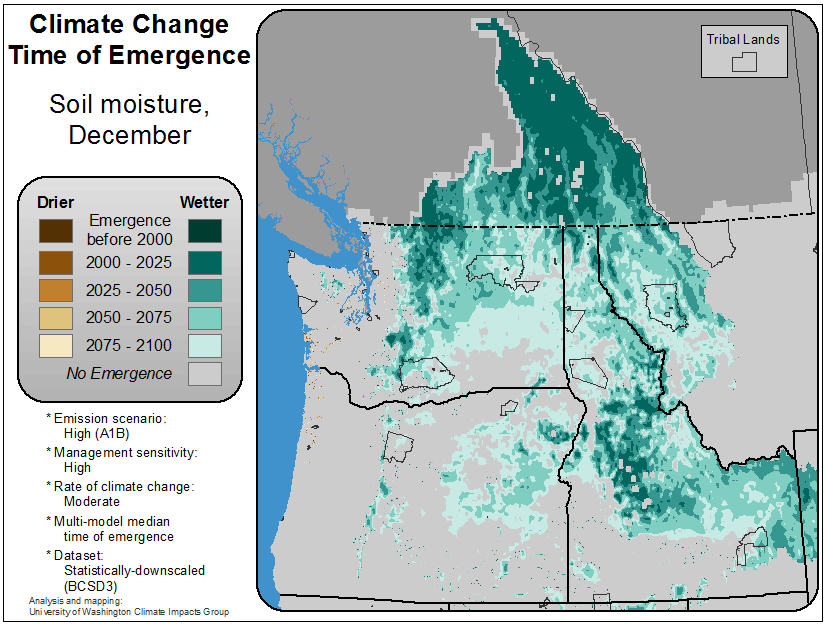 Climate Change
Time of Emergence
Soil moisture,
December
Drier
Wetter
Emergence
before 2000
2000 - 2025
2025 - 2050
2050 - 2075
2075 - 2100
No Emergence
* Emission scenario:
High (A1B)
* Management sensitivity:
High
* Rate of climate change:
Moderate
* Multi-model median
time of emergence
* Dataset:
Statistically-downscaled
(BCSD3)
Analysis and mapping:
University of Washington Climate Impacts Group
Tribal Lands